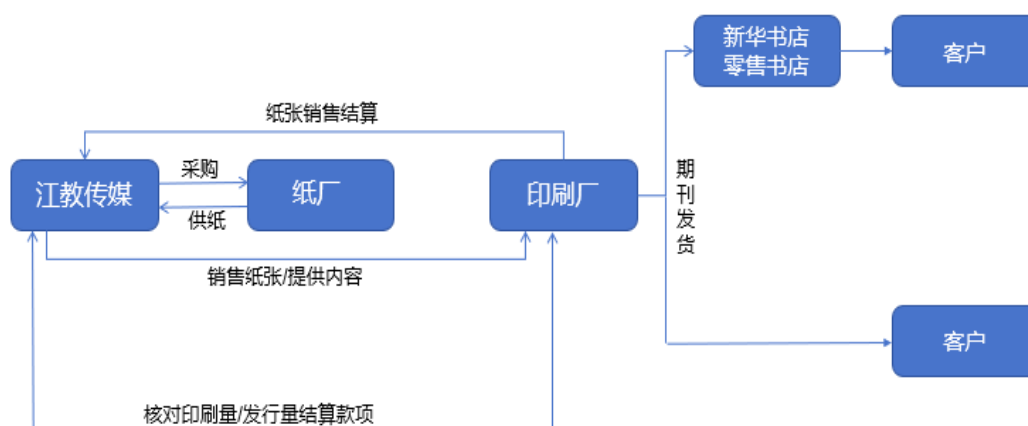 新华书店
零售书店
客户
纸张销售结算
江教传媒
采购
供纸
纸厂
印刷厂
期
刊
发
货
销售纸张/提供内容
客户
核对印刷量/发行量结算款项